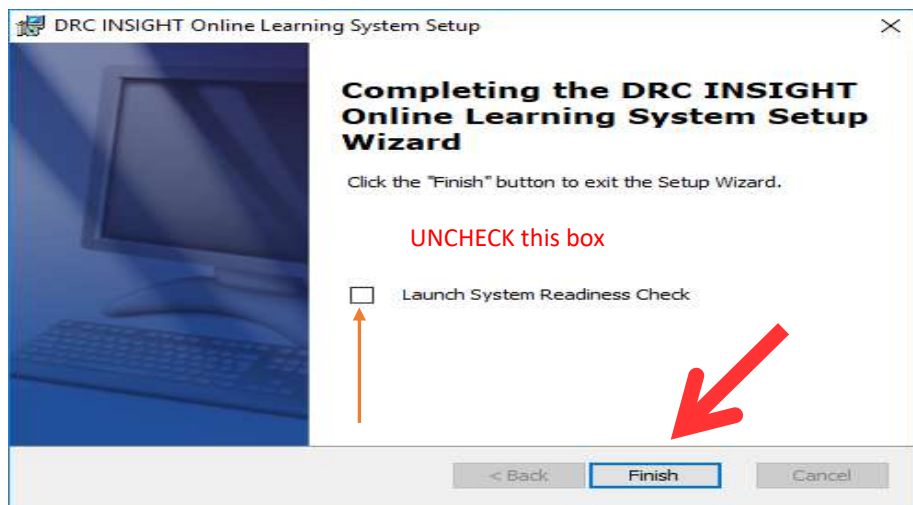 DRC INSIGHT Online Learning System Setup
Completing the DRC INSIGHT
Online Learning System Setup
Wizard
Click the "Finish" button to exit the Setup Wizard.
UNCHECK this box
Launch System Readiness Check
< Back Finish Cancel